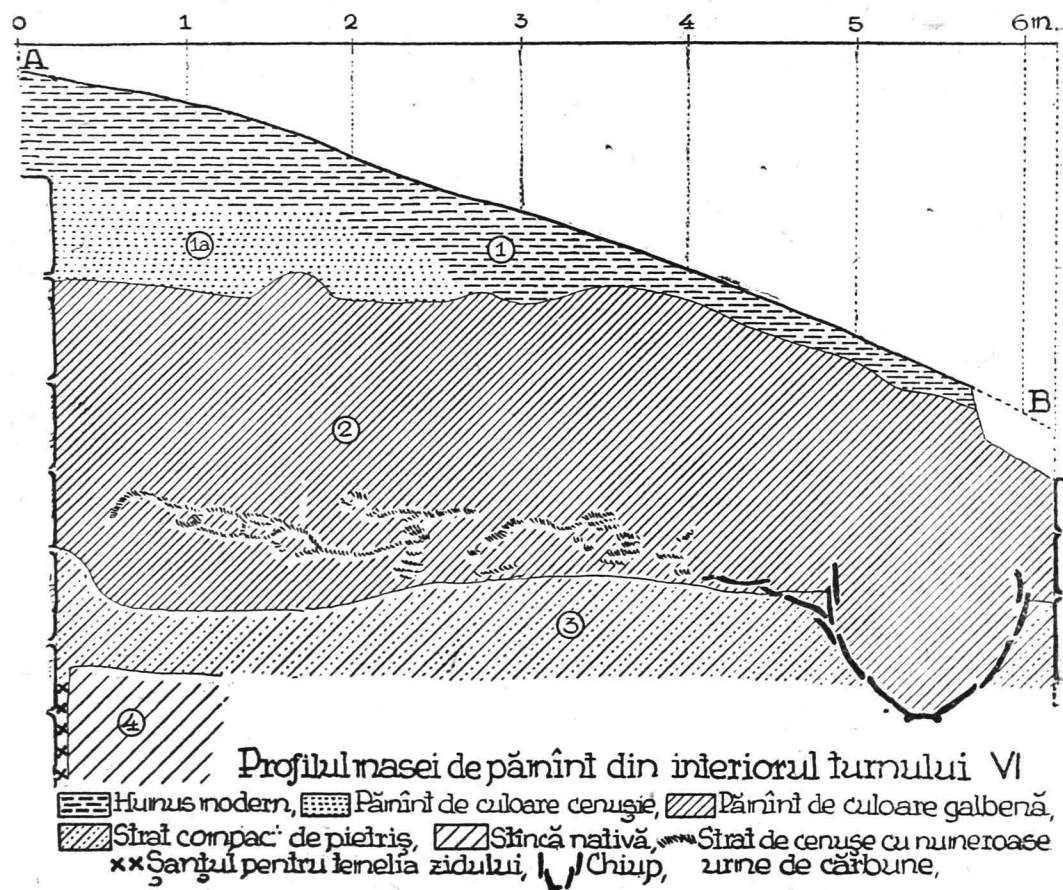 0 1 2 3 4 5 6m.
A
1a
1
B
2
3
4
Profilul masei de pămînt din interiorul turnului VI
Humus modern, Pămînt de culoare cenușie, Pămînt de culoare galbenă,
Strat compact de pietriș, Stîncă nativă, Strat de cenușe cu numeroase
Șanțul pentru temelia zidului, Chiup, urme de cărbune,